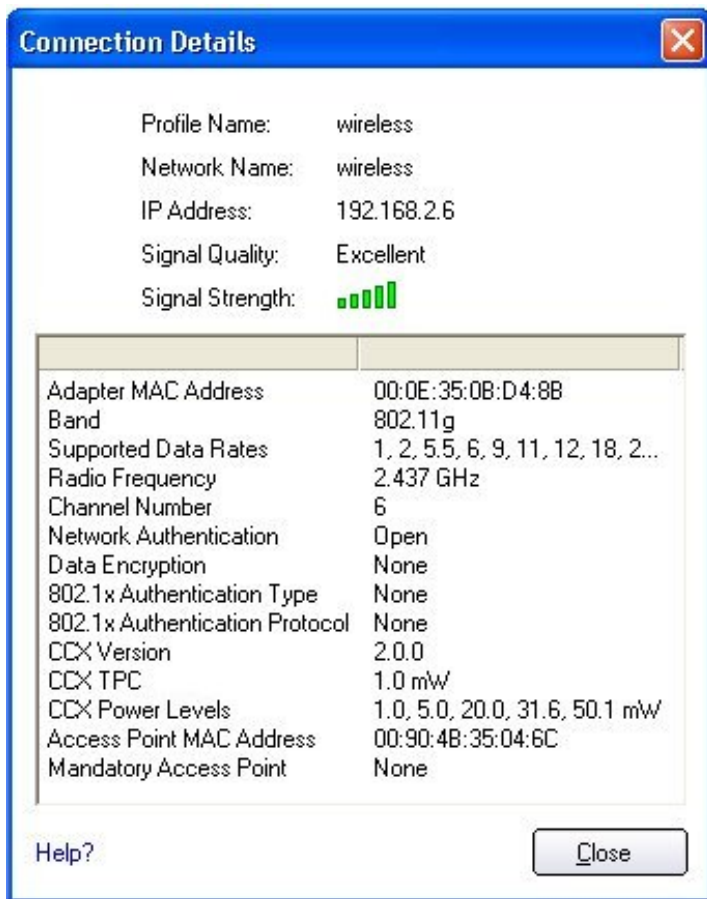 Connection Details
Profile Name: wireless
Network Name: wireless
IP Address: 192.168.2.6
Signal Quality: Excellent
Signal Strength:
Adapter MAC Address 00:0E:35:0B:D4:8B
Band 802.11g
Supported Data Rates 1, 2, 5.5, 6, 9, 11, 12, 18, 2...
Radio Frequency 2.437 GHz
Channel Number 6
Network Authentication Open
Data Encryption None
802.1x Authentication Type None
802.1x Authentication Protocol None
CCX Version 2.0.0
CCX TPC 1.0 mW
CCX Power Levels 1.0, 5.0, 20.0, 31.6, 50.1 mW
Access Point MAC Address 00:90:4B:35:04:6C
Mandatory Access Point None
Help? Close